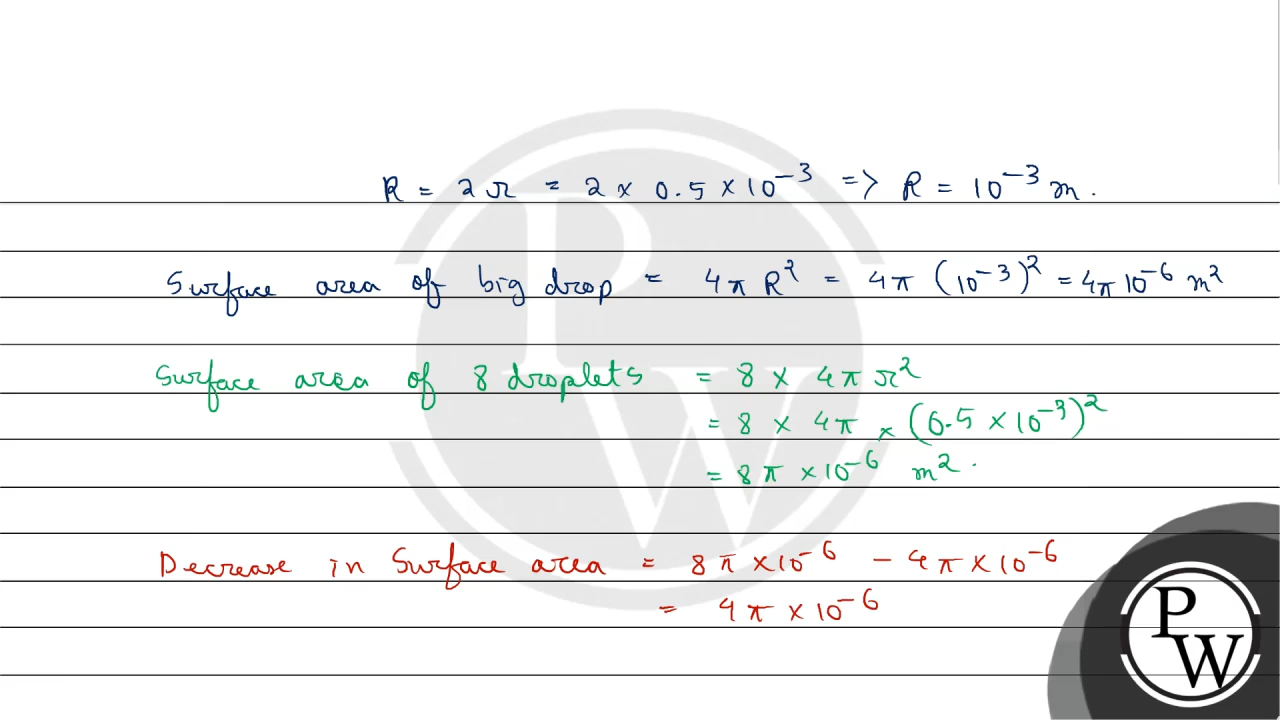 R = 2r = 2 × 0.5 × 10⁻³ => R = 10⁻³ m.
Surface area of big drop = 4π R² = 4π (10⁻³)² = 4π 10⁻⁶ m²
Surface area of 8 droplets = 8 × 4π r²
= 8 × 4π × (0.5 × 10⁻³)²
= 8π × 10⁻⁶ m².
Decrease in Surface area = 8π × 10⁻⁶ – 4π × 10⁻⁶
= 4π × 10⁻⁶
P
W
P
W